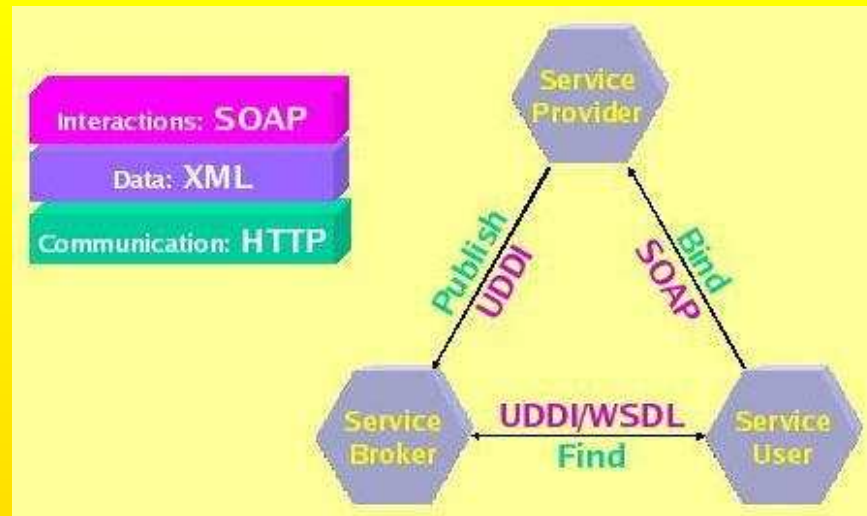 Interactions: SOAP
Data: XML
Communication: HTTP
Service
Provider
Publish
UDDI
Bind
SOAP
Service
Broker
UDDI/WSDL
Find
Service
User